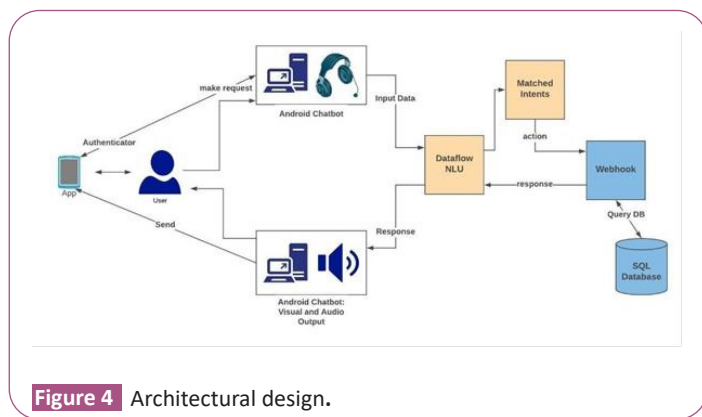 make request
Android Chatbot
Input Data
Matched
Intents
action
Authenticator
App
User
Dataflow
NLU
Webhook
response
Query DB
Send
Response
SQL
Database
Android Chatbot:
Visual and Audio
Output
Figure 4 Architectural design.